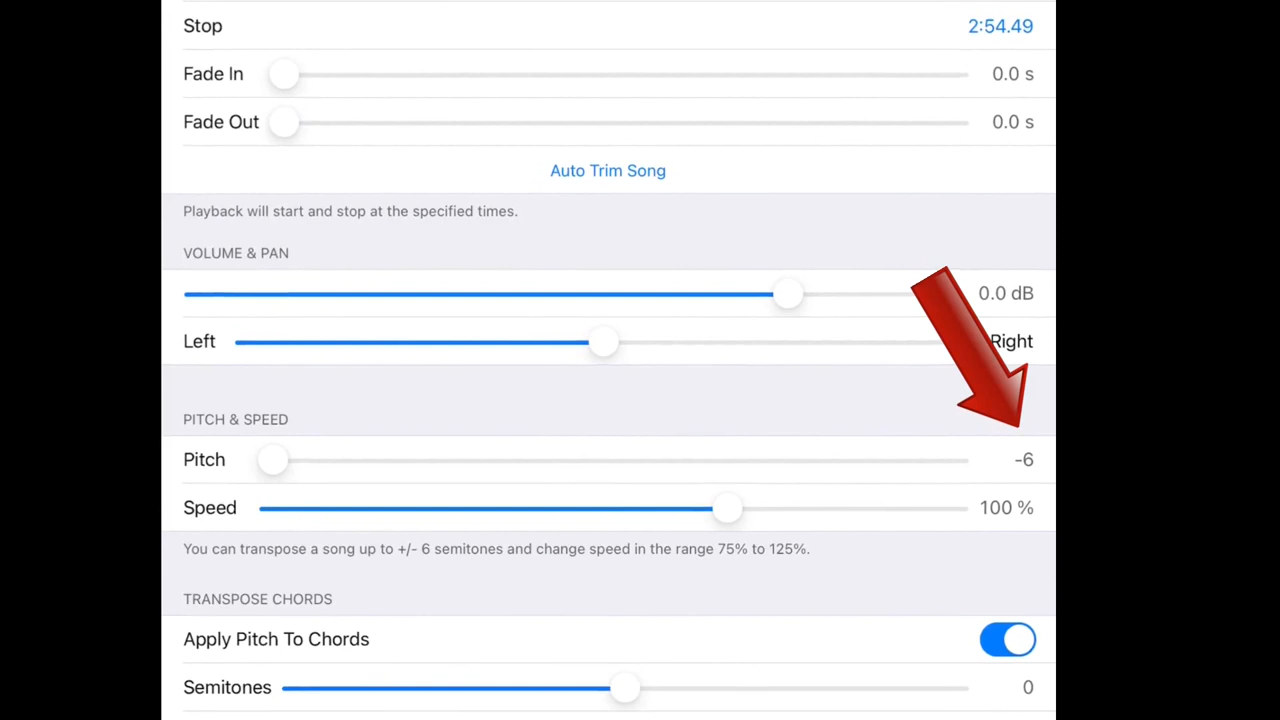 Stop 2:54.49
Fade In 0.0 s
Fade Out 0.0 s
Auto Trim Song
Playback will start and stop at the specified times.
VOLUME & PAN
0.0 dB
Left Right
PITCH & SPEED
Pitch -6
Speed 100 %
You can transpose a song up to +/- 6 semitones and change speed in the range 75% to 125%.
TRANSPOSE CHORDS
Apply Pitch To Chords
Semitones 0